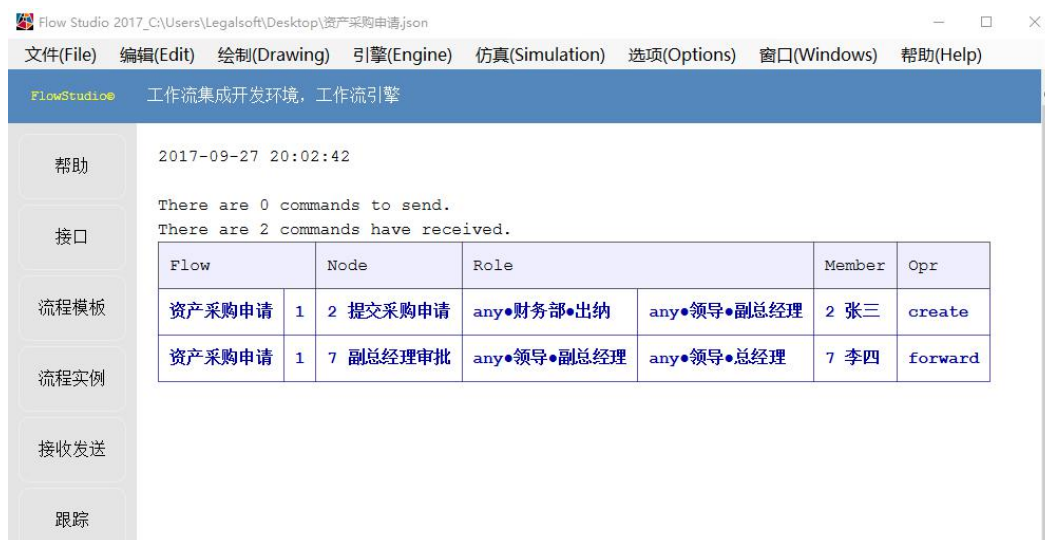 Flow Studio 2017_C:\Users\Legalsoft\Desktop\资产采购申请.json
文件(File) 编辑(Edit) 绘制(Drawing) 引擎(Engine) 仿真(Simulation) 选项(Options) 窗口(Windows) 帮助(Help)
FlowStudio® 工作流集成开发环境，工作流引擎
帮助
接口
流程模板
流程实例
接收发送
跟踪
2017-09-27 20:02:42
There are 0 commands to send.
There are 2 commands have received.
Flow Node Role Member Opr
资产采购申请 1 2 提交采购申请 any●财务部●出纳 any●领导●副总经理 2 张三 create
资产采购申请 1 7 副总经理审批 any●领导●副总经理 any●领导●总经理 7 李四 forward